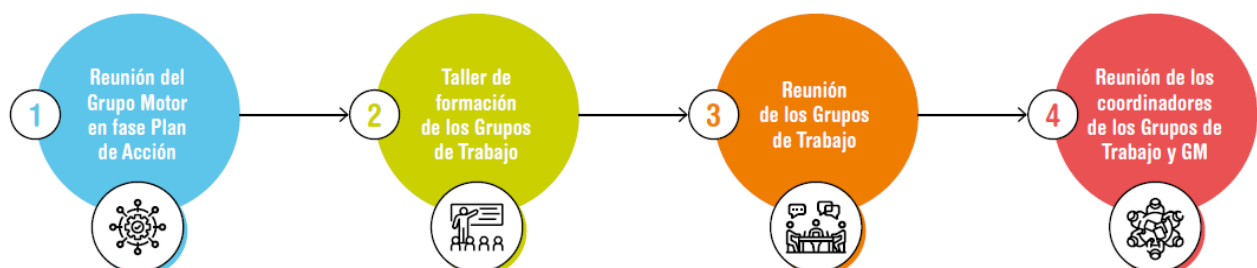 1
Reunión del
Grupo Motor
en fase Plan
de Acción
2
Taller de
formación
de los Grupos
de Trabajo
3
Reunión
de los Grupos
de Trabajo
4
Reunión de los
coordinadores
de los Grupos de
Trabajo y GM